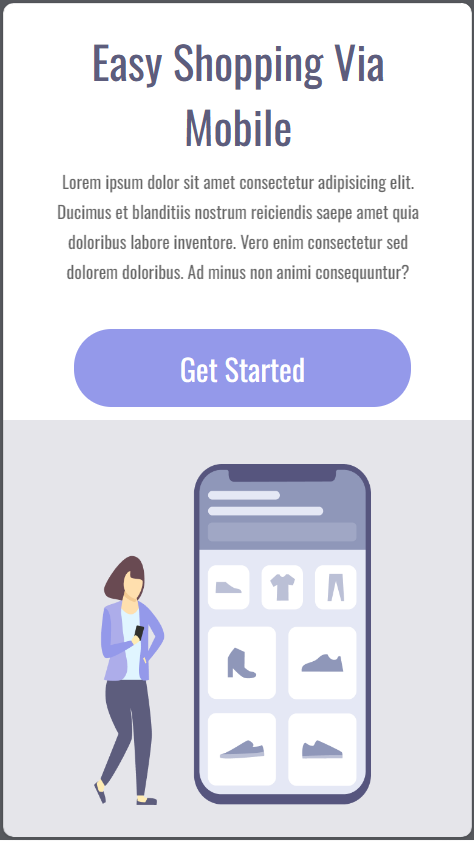 Easy Shopping Via
Mobile
Lorem ipsum dolor sit amet consectetur adipisicing elit.
Ducimus et blanditiis nostrum reiciendis saepe amet quia
doloribus labore inventore. Vero enim consectetur sed
dolorem doloribus. Ad minus non animi consequuntur?
Get Started